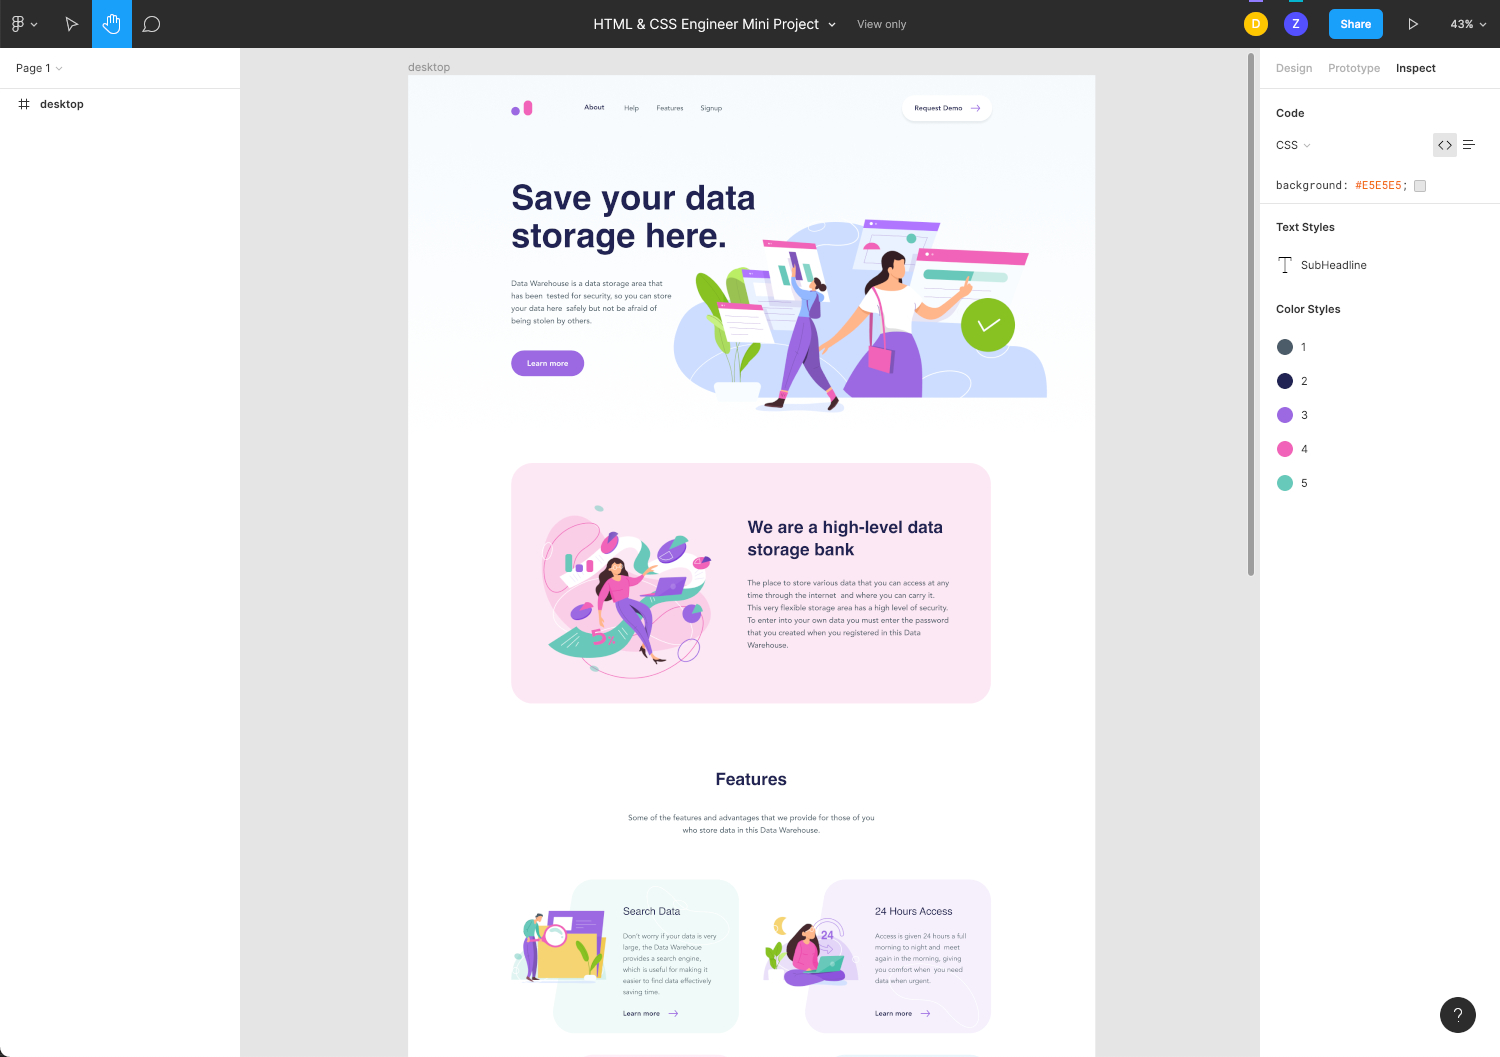 HTML & CSS Engineer Mini Project
View only
D
Z
Share
43%
Page 1
desktop
desktop
Design Prototype Inspect
Code
CSS
background: #E5E5E5;
Text Styles
SubHeadline
Color Styles
1
2
3
4
5
About Help Features Signup
Request Demo
Save your data
storage here.
Data Warehouse is a data storage area that
has been tested for security, so you can store
your data here safely but not be afraid of
being stolen by others.
Learn more
We are a high-level data
storage bank
The place to store various data that you can access at any
time through the internet and where you can carry it.
This very flexible storage area has a high level of security.
To enter into your own data you must enter the password
that you created when you registered in this Data
Warehouse.
5%
Features
Some of the features and advantages that we provide for those of you
who store data in this Data Warehouse.
Search Data
Don't worry if your data is very
large, the Data Warehoue
provides a search engine,
which is useful for making it
easier to find data effectively
saving time.
Learn more
24
24 Hours Access
Access is given 24 hours a full
morning to night and meet
again in the morning, giving
you comfort when you need
data when urgent.
Learn more
?